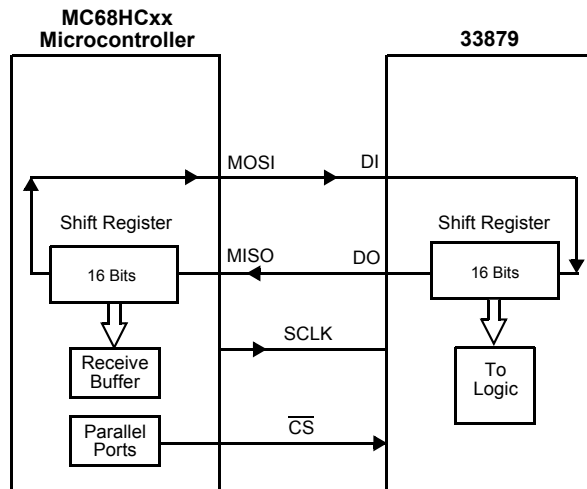 MC68HCxx
Microcontroller
33879
MOSI
DI
Shift Register
Shift Register
MISO
DO
16 Bits
16 Bits
SCLK
Receive
Buffer
To
Logic
Parallel
Ports
CS